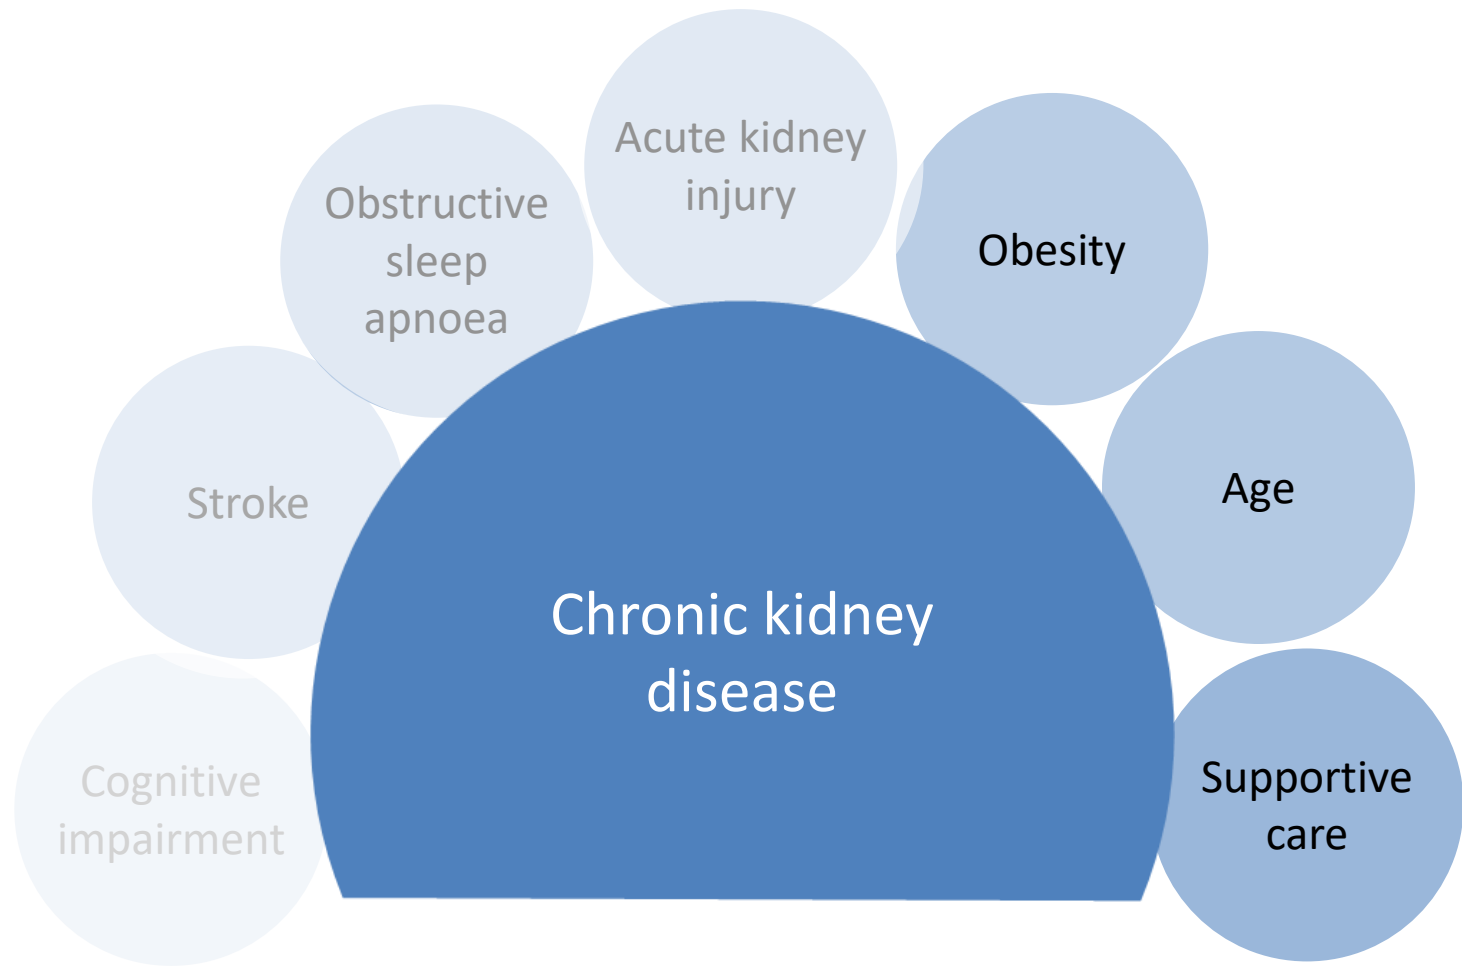 Acute kidney
injury
Obstructive
sleep
apnoea
Obesity
Stroke
Age
Chronic kidney
disease
Cognitive
impairment
Supportive
care